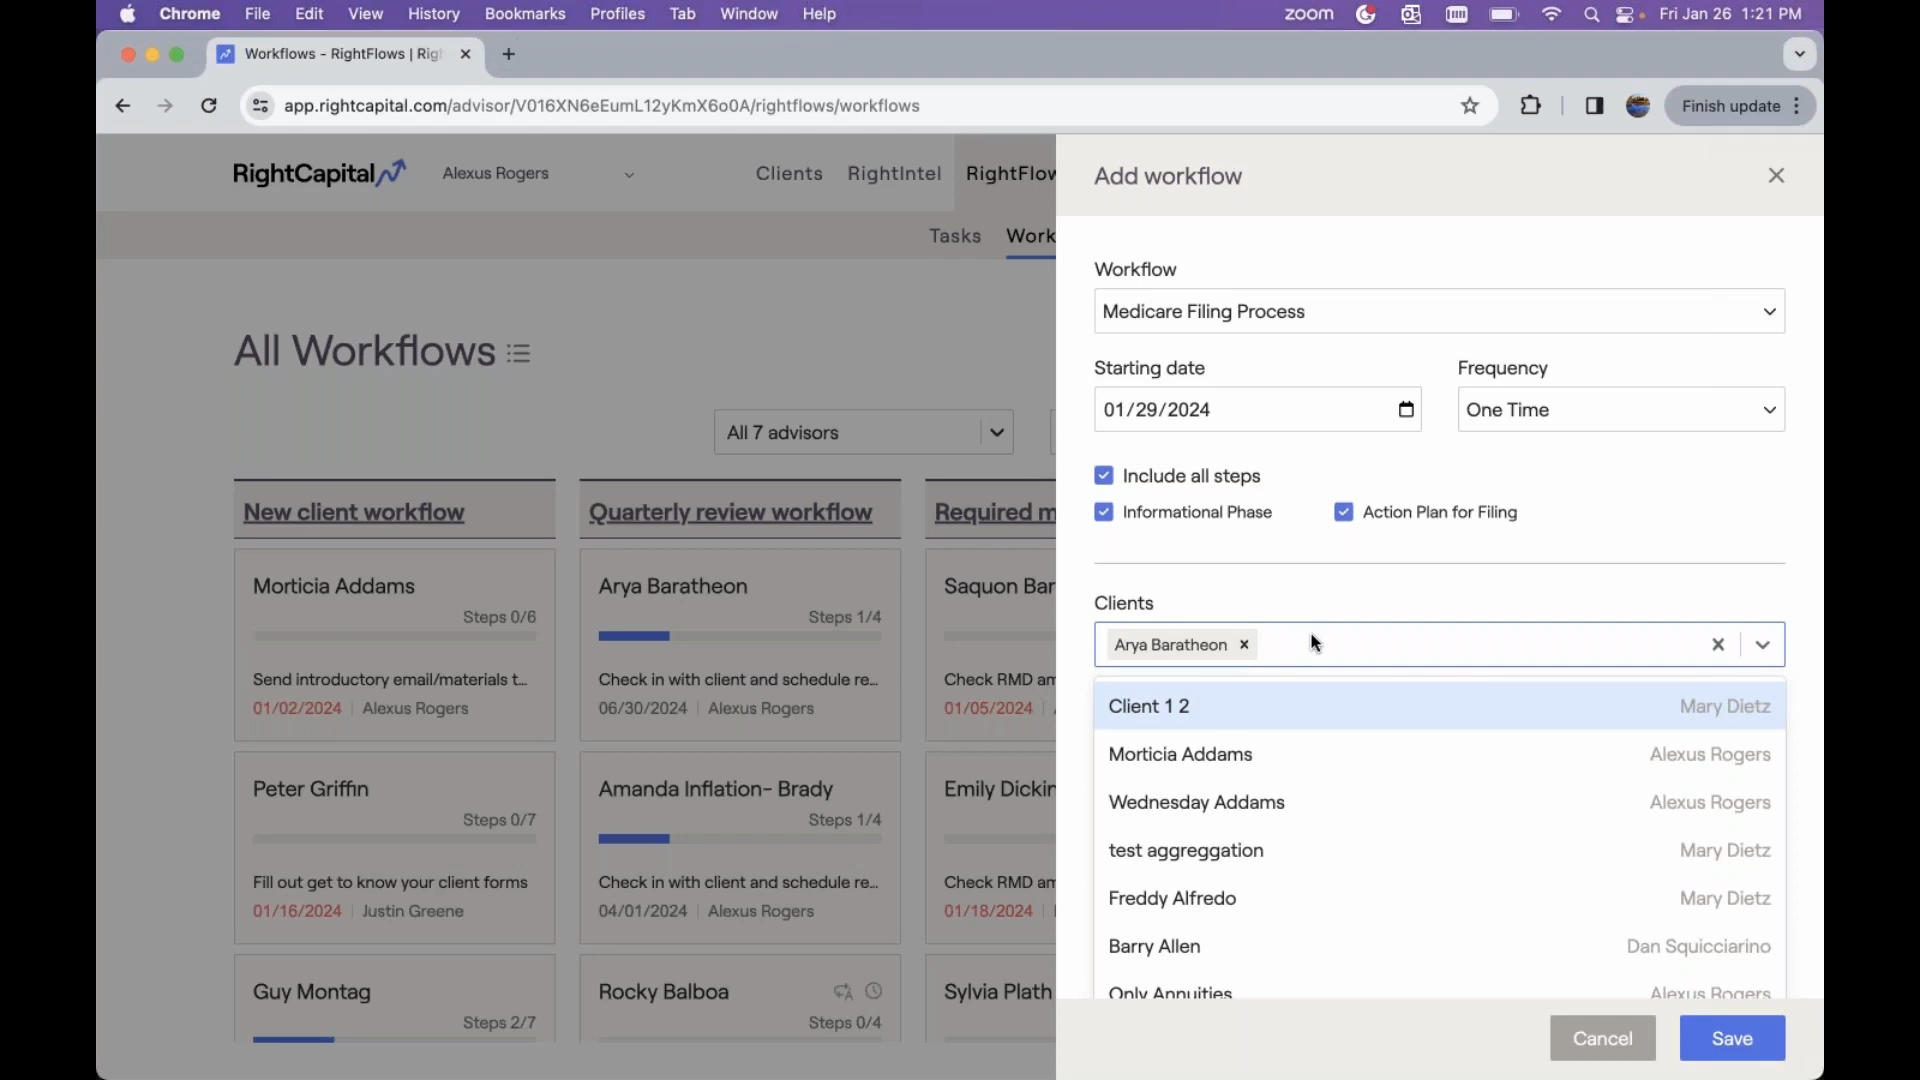 Chrome File Edit View History Bookmarks Profiles Tab Window Help zoom Fri Jan 26 1:21 PM
Workflows - RightFlows | Rig
app.rightcapital.com/advisor/V016XN6eEumL12yKmX6o0A/rightflows/workflows Finish update
RightCapital Alexus Rogers Clients RightIntel RightFlow
Tasks Work
All Workflows
All 7 advisors
New client workflow
Morticia Addams
Steps 0/6
Send introductory email/materials t...
01/02/2024 | Alexus Rogers
Peter Griffin
Steps 0/7
Fill out get to know your client forms
01/16/2024 | Justin Greene
Guy Montag
Steps 2/7
Quarterly review workflow
Arya Baratheon
Steps 1/4
Check in with client and schedule re...
06/30/2024 | Alexus Rogers
Amanda Inflation- Brady
Steps 1/4
Check in with client and schedule re...
04/01/2024 | Alexus Rogers
Rocky Balboa
Steps 0/4
Required m
Saquon Bar
Check RMD am
01/05/2024
Emily Dickin
Check RMD am
01/18/2024
Sylvia Plath
Add workflow
Workflow
Medicare Filing Process
Starting date Frequency
01/29/2024 One Time
Include all steps
Informational Phase Action Plan for Filing
Clients
Arya Baratheon
Client 1 2 Mary Dietz
Morticia Addams Alexus Rogers
Wednesday Addams Alexus Rogers
test aggreggation Mary Dietz
Freddy Alfredo Mary Dietz
Barry Allen Dan Squicciarino
Only Annuities Alexus Rogers
Cancel Save